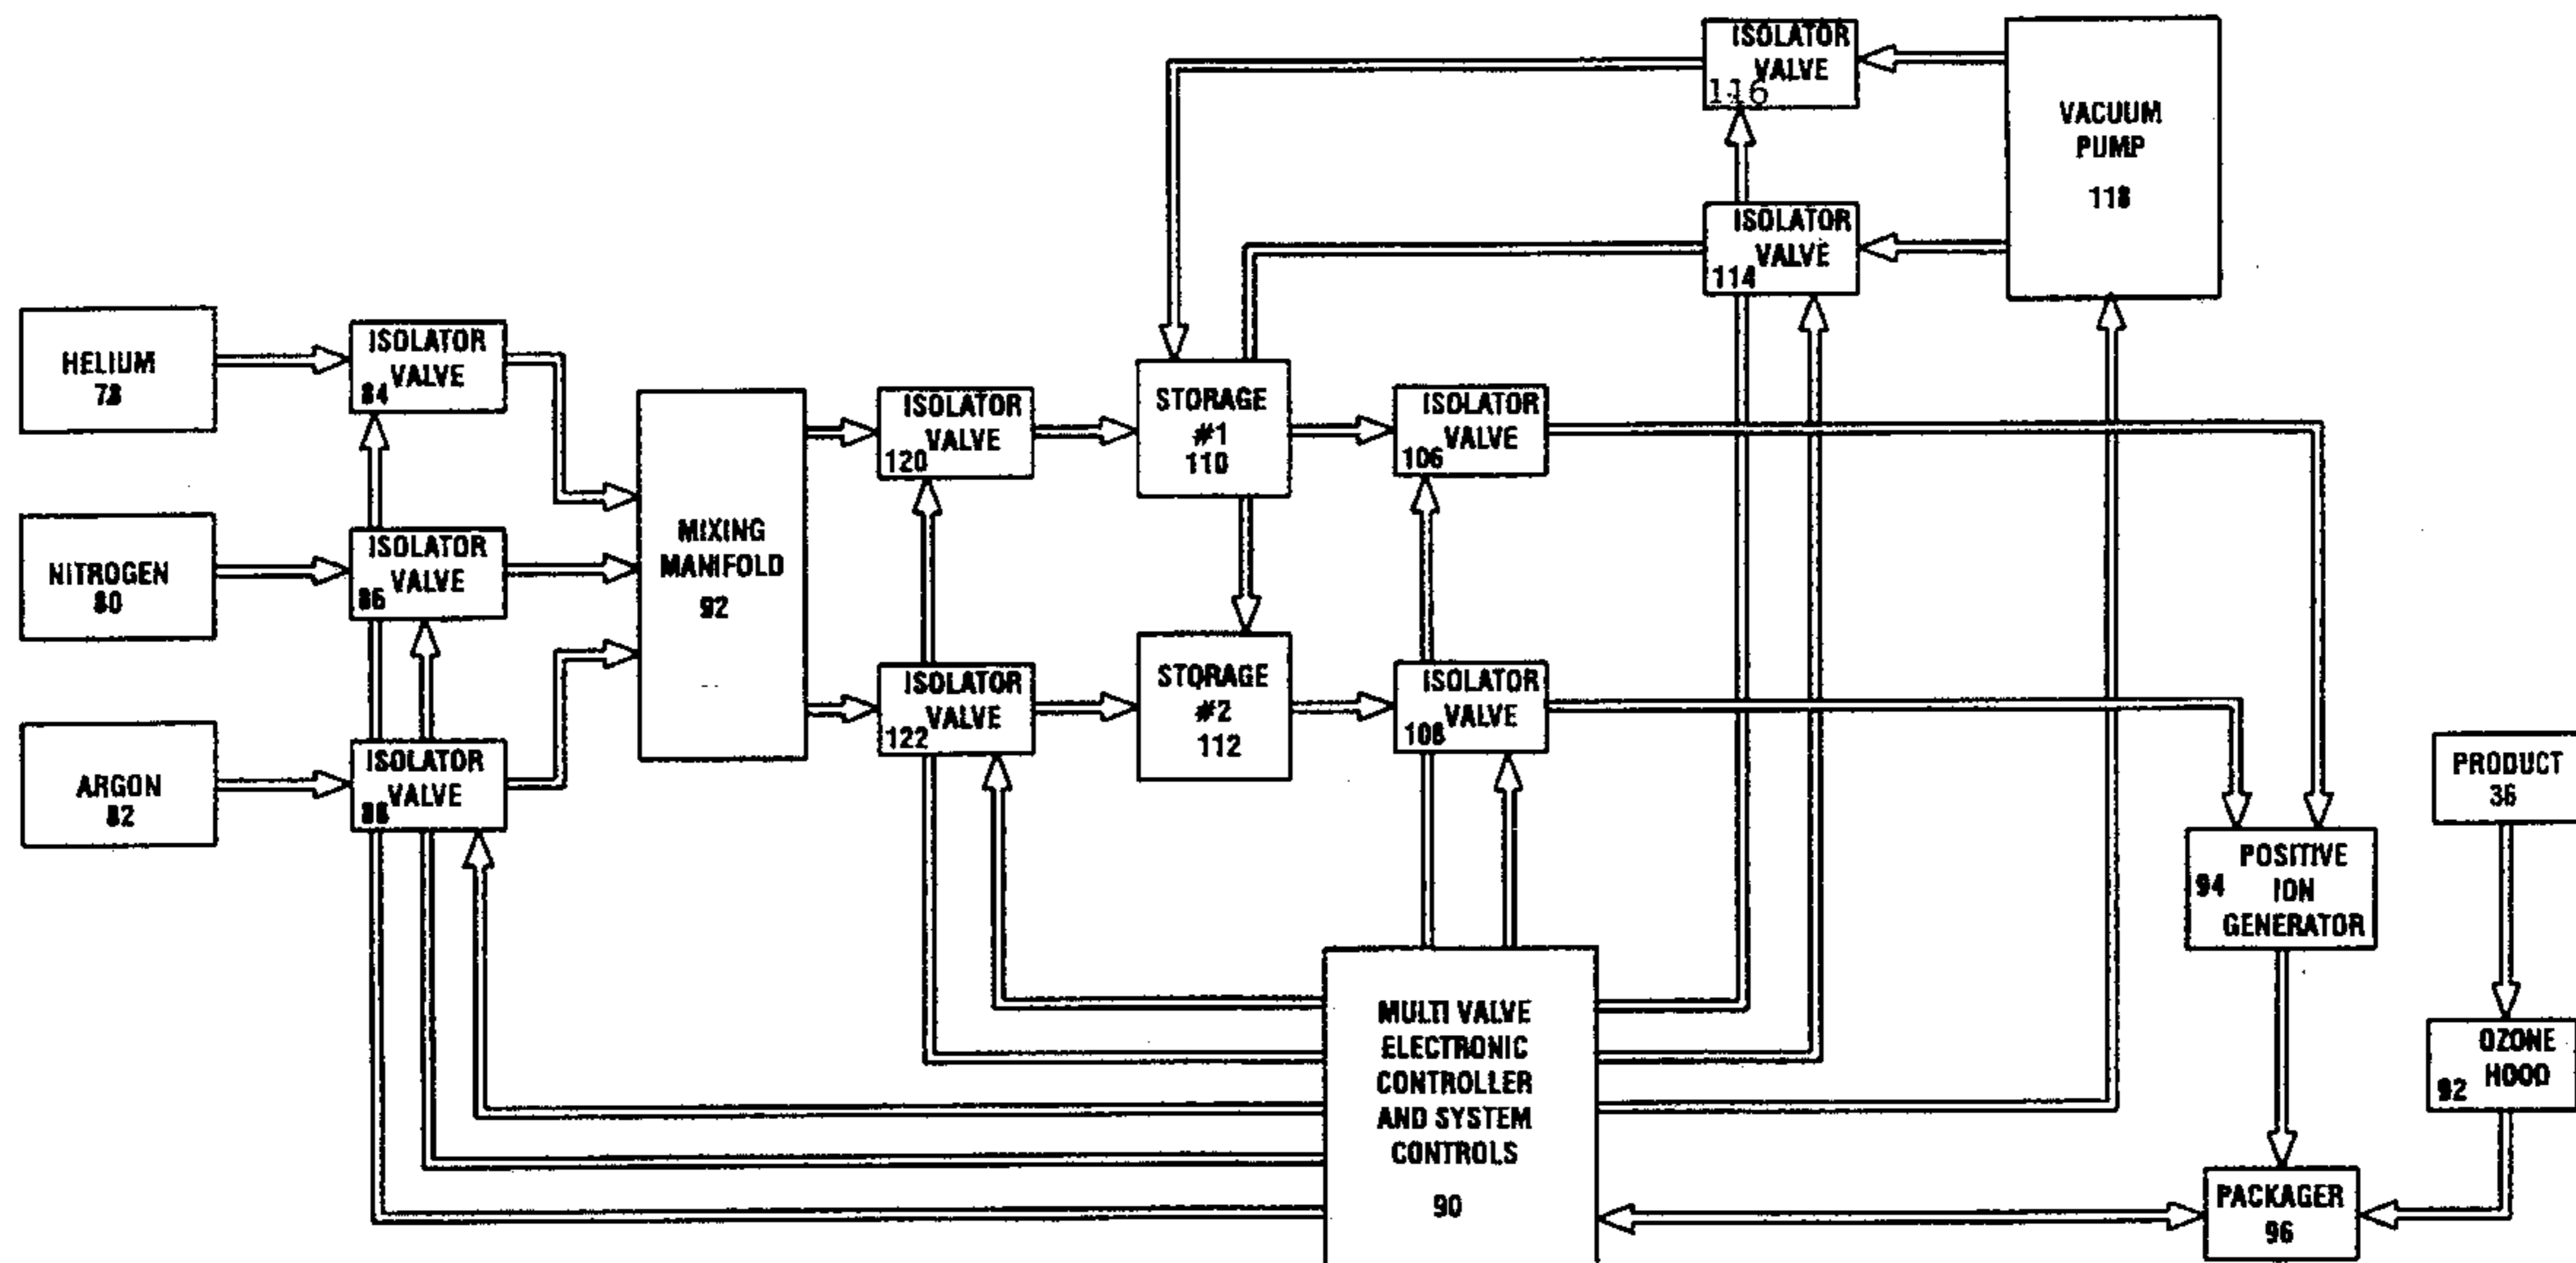 ISOLATOR
VALVE
116
VACUUM
PUMP
118
ISOLATOR
VALVE
114
HELIUM
78
ISOLATOR
VALVE
84
NITROGEN
80
ISOLATOR
VALVE
86
ARGON
82
ISOLATOR
VALVE
88
MIXING
MANIFOLD
92
ISOLATOR
VALVE
120
ISOLATOR
VALVE
122
STORAGE
#1
110
STORAGE
#2
112
ISOLATOR
VALVE
106
ISOLATOR
VALVE
108
MULTI VALVE
ELECTRONIC
CONTROLLER
AND SYSTEM
CONTROLS
90
POSITIVE
94 ION
GENERATOR
PRODUCT
36
OZONE
92 HOOD
PACKAGER
96